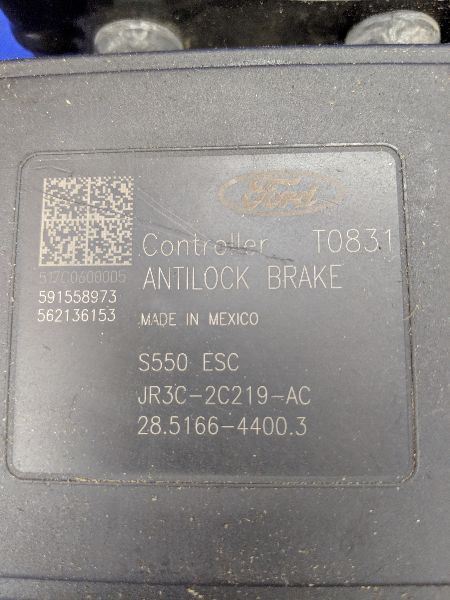 Ford
Controller T0831
ANTILOCK BRAKE
517C0600005
591558973
562136153
MADE IN MEXICO
S550 ESC
JR3C-2C219-AC
28.5166-4400.3